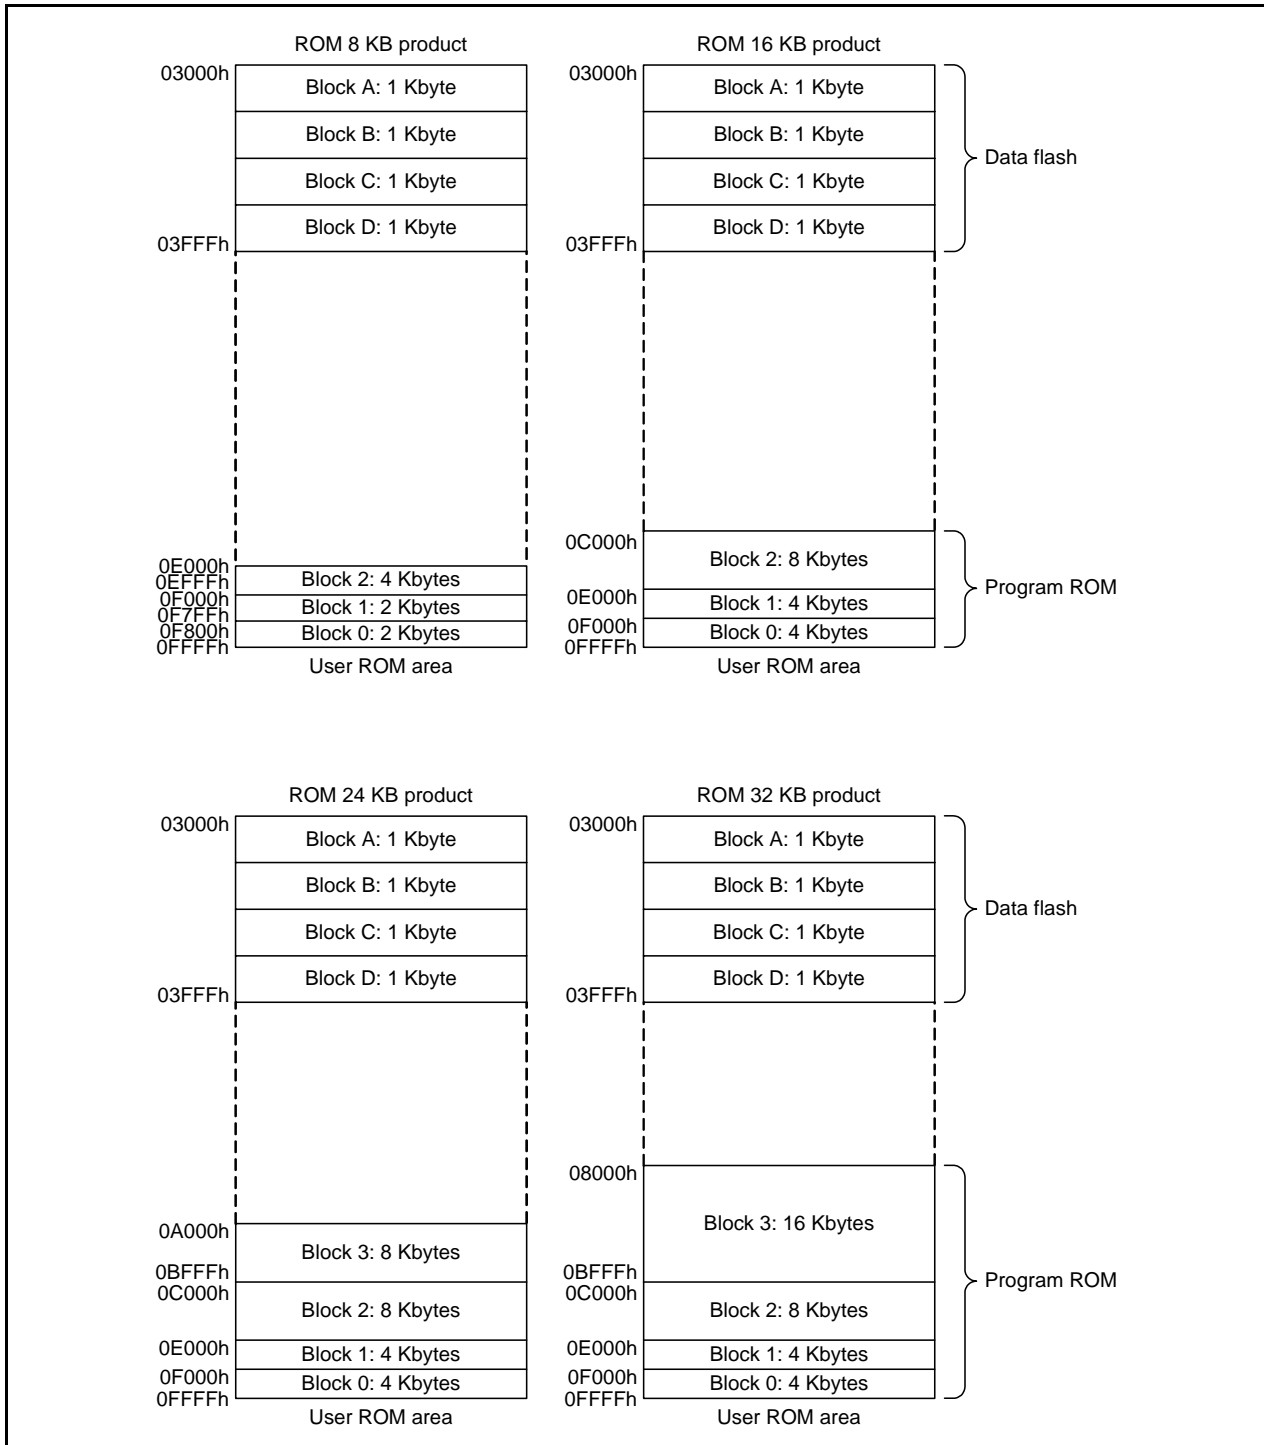 ROM 8 KB product
03000h
Block A: 1 Kbyte
Block B: 1 Kbyte
Block C: 1 Kbyte
Block D: 1 Kbyte
03FFFh
0E000h
0EFFFh
Block 2: 4 Kbytes
0F000h
0F7FFh
Block 1: 2 Kbytes
0F800h
Block 0: 2 Kbytes
0FFFFh
User ROM area
ROM 16 KB product
03000h
Block A: 1 Kbyte
Block B: 1 Kbyte
Block C: 1 Kbyte
Block D: 1 Kbyte
03FFFh
Data flash
0C000h
Block 2: 8 Kbytes
0E000h
Block 1: 4 Kbytes
0F000h
Block 0: 4 Kbytes
0FFFFh
Program ROM
User ROM area
ROM 24 KB product
03000h
Block A: 1 Kbyte
Block B: 1 Kbyte
Block C: 1 Kbyte
Block D: 1 Kbyte
03FFFh
0A000h
Block 3: 8 Kbytes
0BFFFh
0C000h
Block 2: 8 Kbytes
0E000h
Block 1: 4 Kbytes
0F000h
Block 0: 4 Kbytes
0FFFFh
User ROM area
ROM 32 KB product
03000h
Block A: 1 Kbyte
Block B: 1 Kbyte
Block C: 1 Kbyte
Block D: 1 Kbyte
03FFFh
Data flash
08000h
Block 3: 16 Kbytes
0BFFFh
0C000h
Block 2: 8 Kbytes
0E000h
Block 1: 4 Kbytes
0F000h
Block 0: 4 Kbytes
0FFFFh
Program ROM
User ROM area